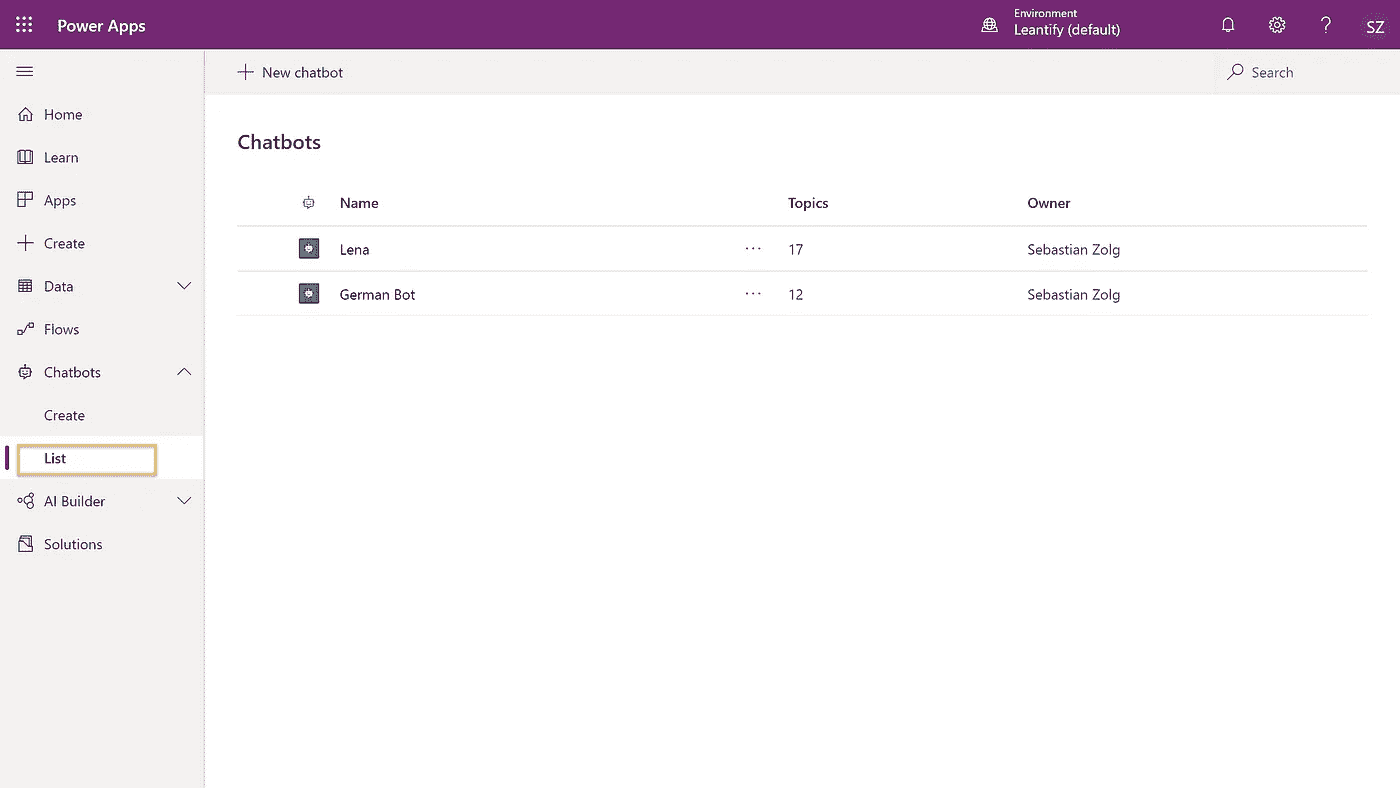 Power Apps
Environment
Leantify (default)
?
SZ
Home
Learn
Apps
Create
Data
Flows
Chatbots
Create
List
AI Builder
Solutions
New chatbot
Search
Chatbots
Name Topics Owner
Lena ... 17 Sebastian Zolg
German Bot ... 12 Sebastian Zolg